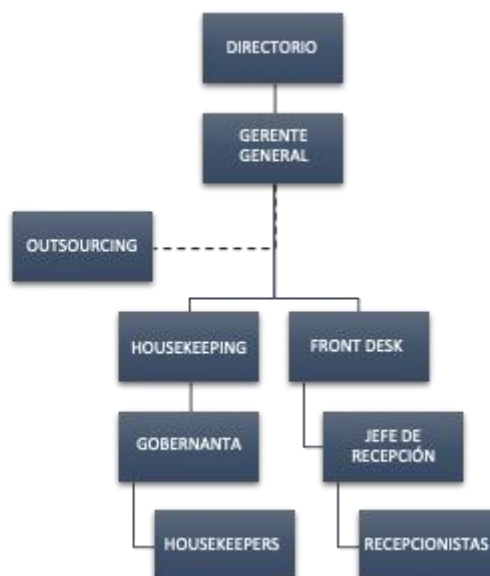 DIRECTORIO
GERENTE
GENERAL
OUTSOURCING
HOUSEKEEPING
FRONT DESK
GOBERNANTA
JEFE DE
RECEPCIÓN
HOUSEKEEPERS
RECEPCIONISTAS